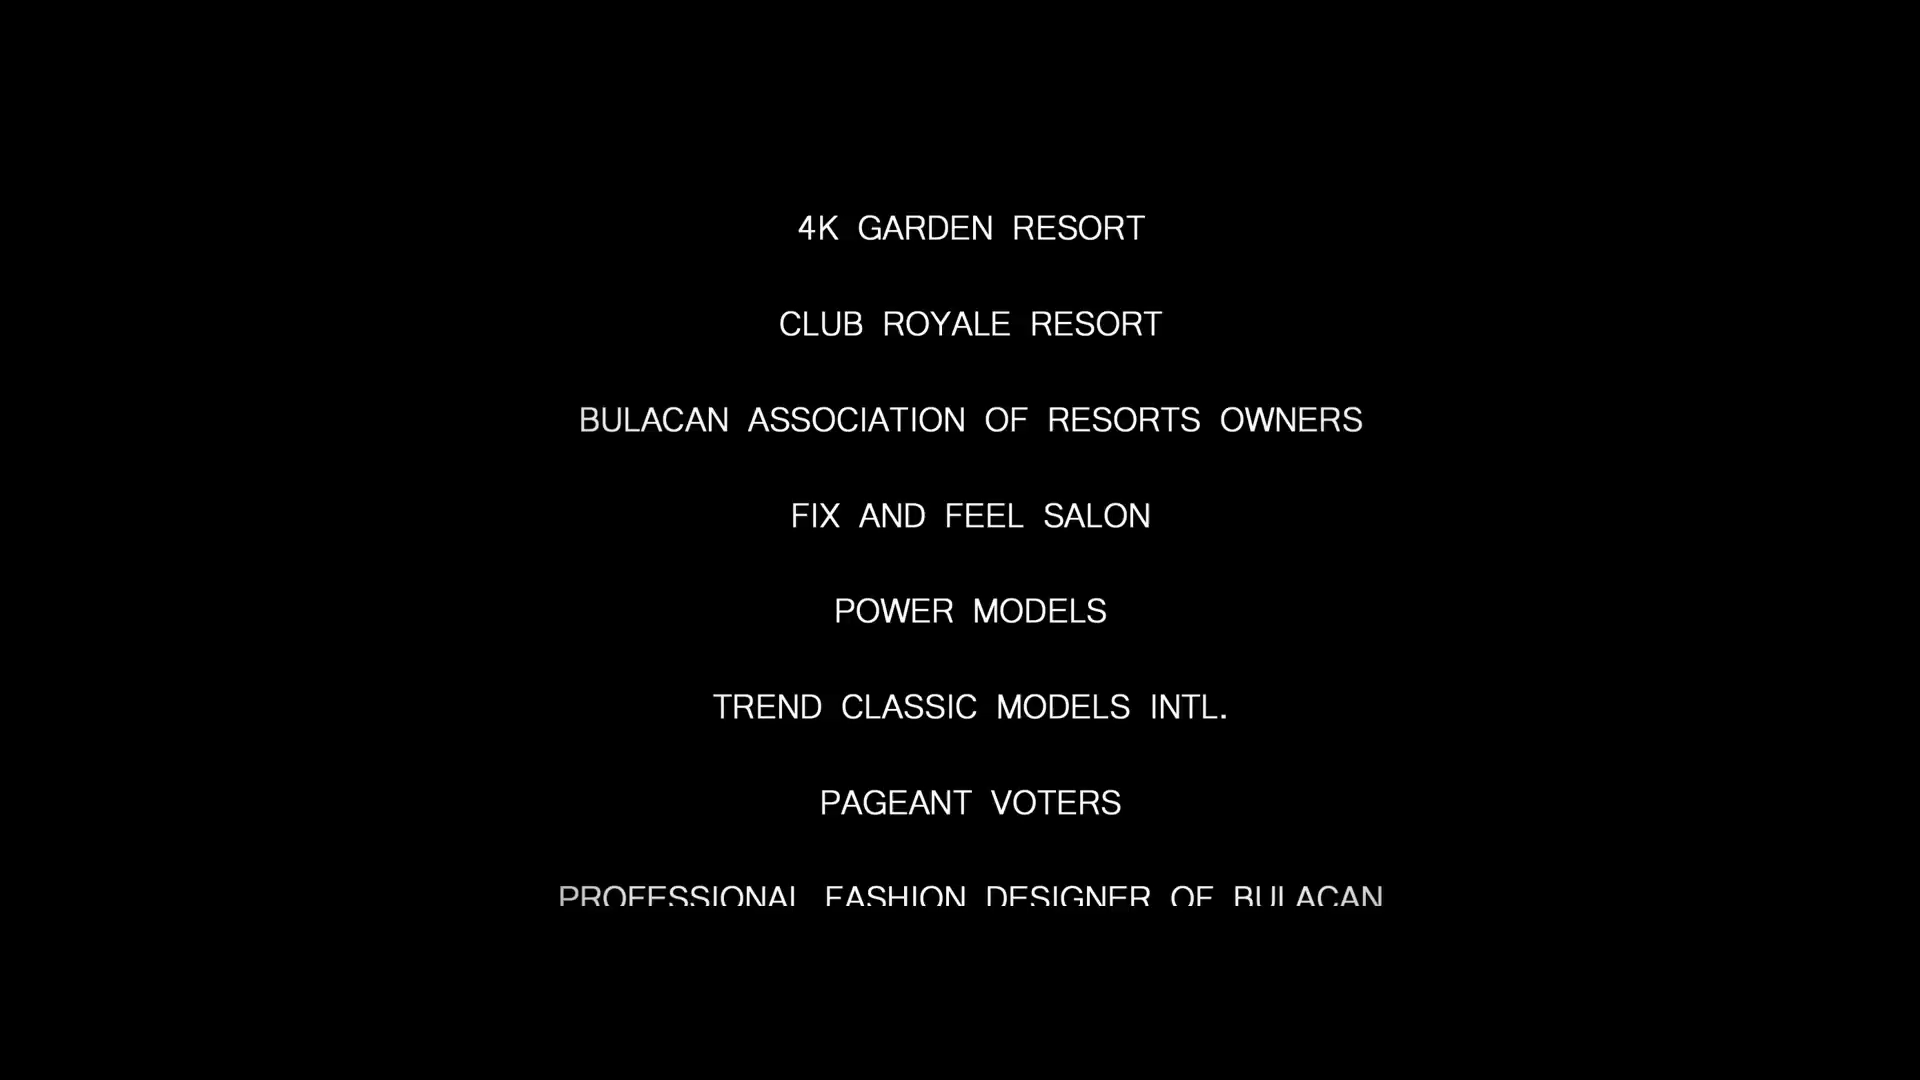 4K GARDEN RESORT
CLUB ROYALE RESORT
BULACAN ASSOCIATION OF RESORTS OWNERS
FIX AND FEEL SALON
POWER MODELS
TREND CLASSIC MODELS INTL.
PAGEANT VOTERS
PROFESSIONAL FASHION DESIGNER OF BULACAN